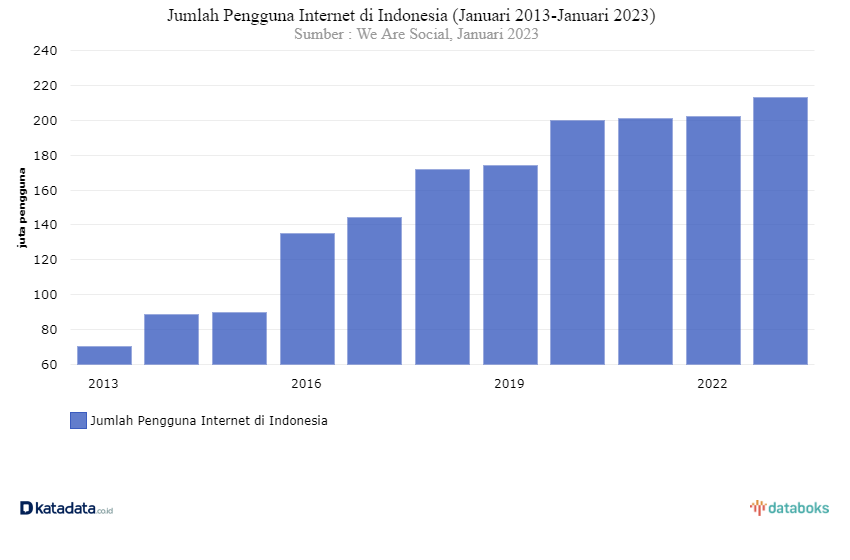 Jumlah Pengguna Internet di Indonesia (Januari 2013-Januari 2023)
Sumber : We Are Social, Januari 2023
juta pengguna
240
220
200
180
160
140
120
100
80
60
2013 2016 2019 2022
Jumlah Pengguna Internet di Indonesia
katadata.co.id
databoks